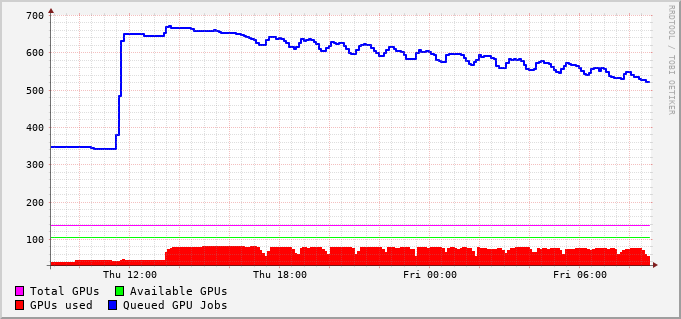 700
600
500
400
300
200
100
Thu 12:00 Thu 18:00 Fri 00:00 Fri 06:00
Total GPUs Available GPUs
GPUs used Queued GPU Jobs
RRDTOOL / TOBI OETIKER